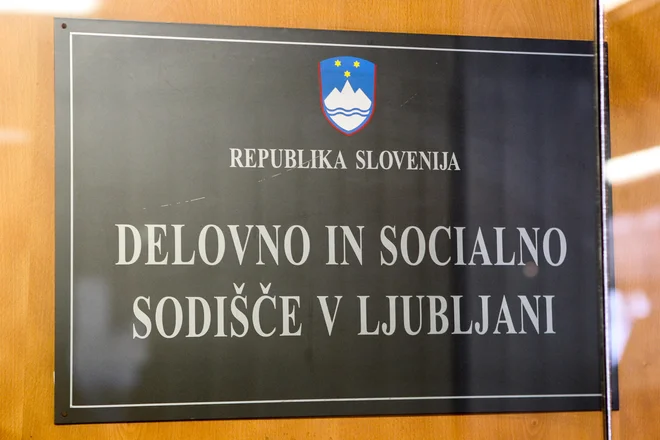 REPUBLIKA SLOVENIJA
DELOVNO IN SOCIALNO
SODIŠČE V LJUBLJANI